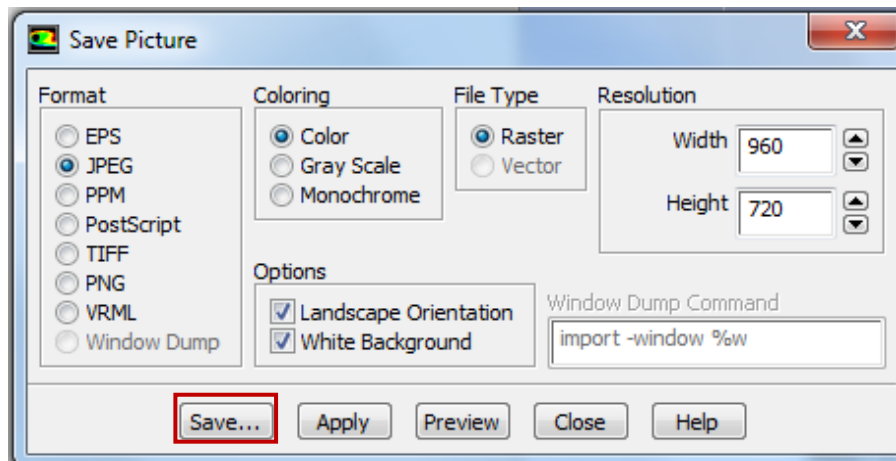 Save Picture
Format
EPS
JPEG
PPM
PostScript
TIFF
PNG
VRML
Window Dump
Coloring
Color
Gray Scale
Monochrome
File Type
Raster
Vector
Resolution
Width 960
Height 720
Options
Landscape Orientation
White Background
Window Dump Command
import -window %w
Save... Apply Preview Close Help